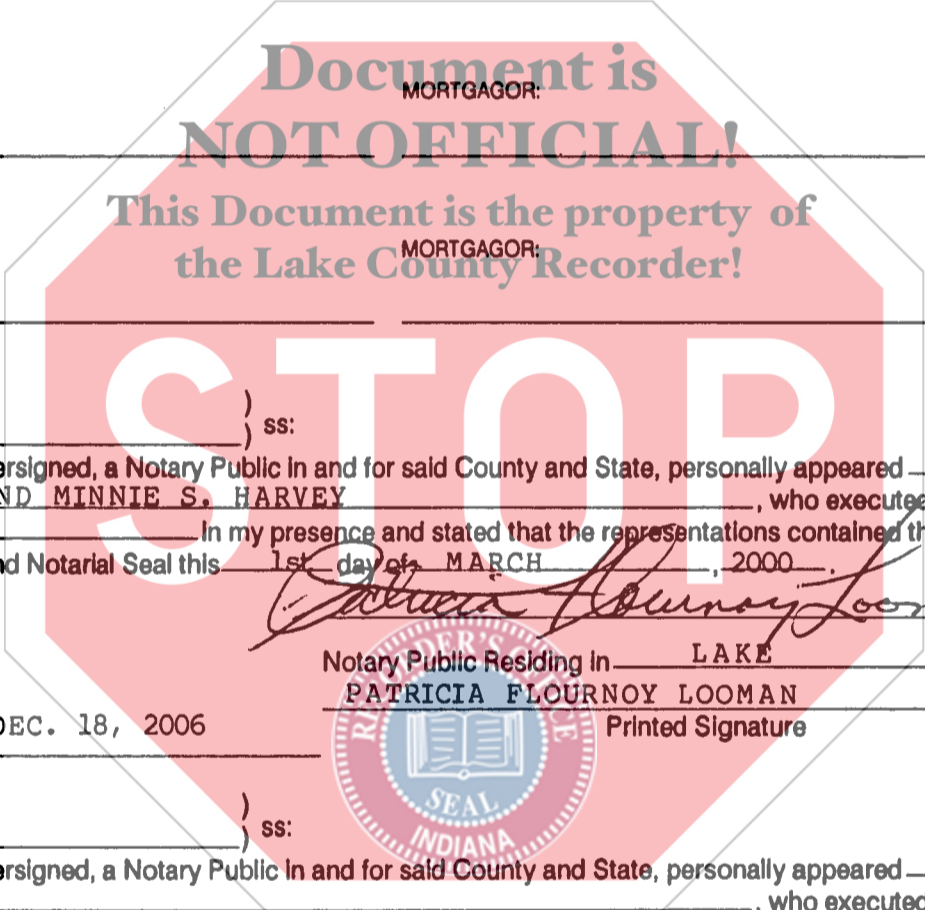 Document is
MORTGAGOR:
NOT OFFICIAL!
This Document is the property of
MORTGAGOR:
the Lake County Recorder!
STOP
)
) ss:
ersigned, a Notary Public in and for said County and State, personally appeared
ND MINNIE S. HARVEY , who executed
in my presence and stated that the representations contained th
nd Notarial Seal this 1st day of MARCH , 2000 .
Patricia Flournoy Loom
Notary Public Residing in LAKE
PATRICIA FLOURNOY LOOMAN
DEC. 18, 2006 Printed Signature
RECORDER'S OFFICE
SEAL
INDIANA
)
) ss:
ersigned, a Notary Public in and for said County and State, personally appeared
, who executed